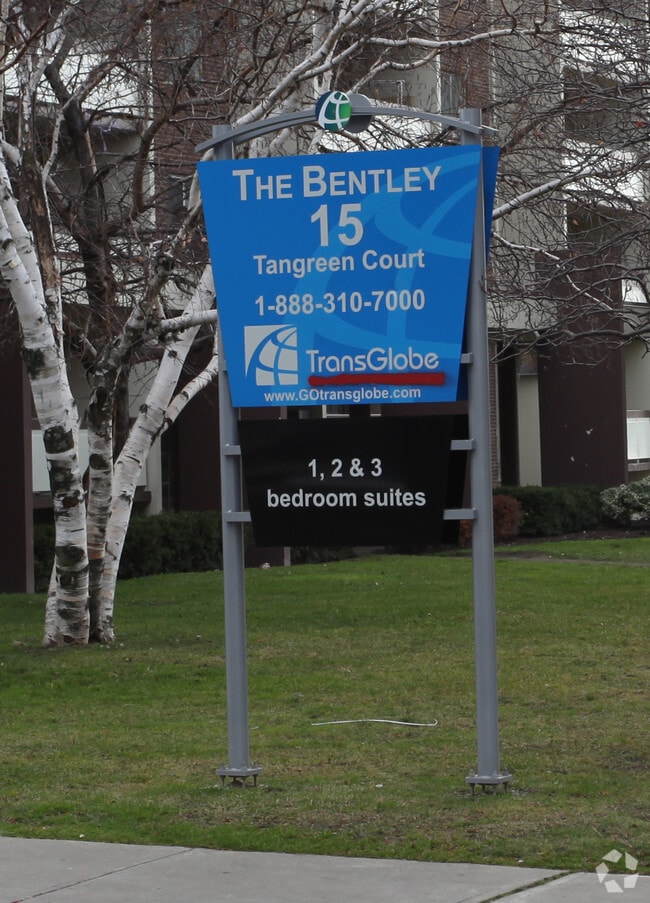 THE BENTLEY
15
Tangreen Court
1-888-310-7000
TransGlobe
www.GOtransglobe.com
1, 2 & 3
bedroom suites